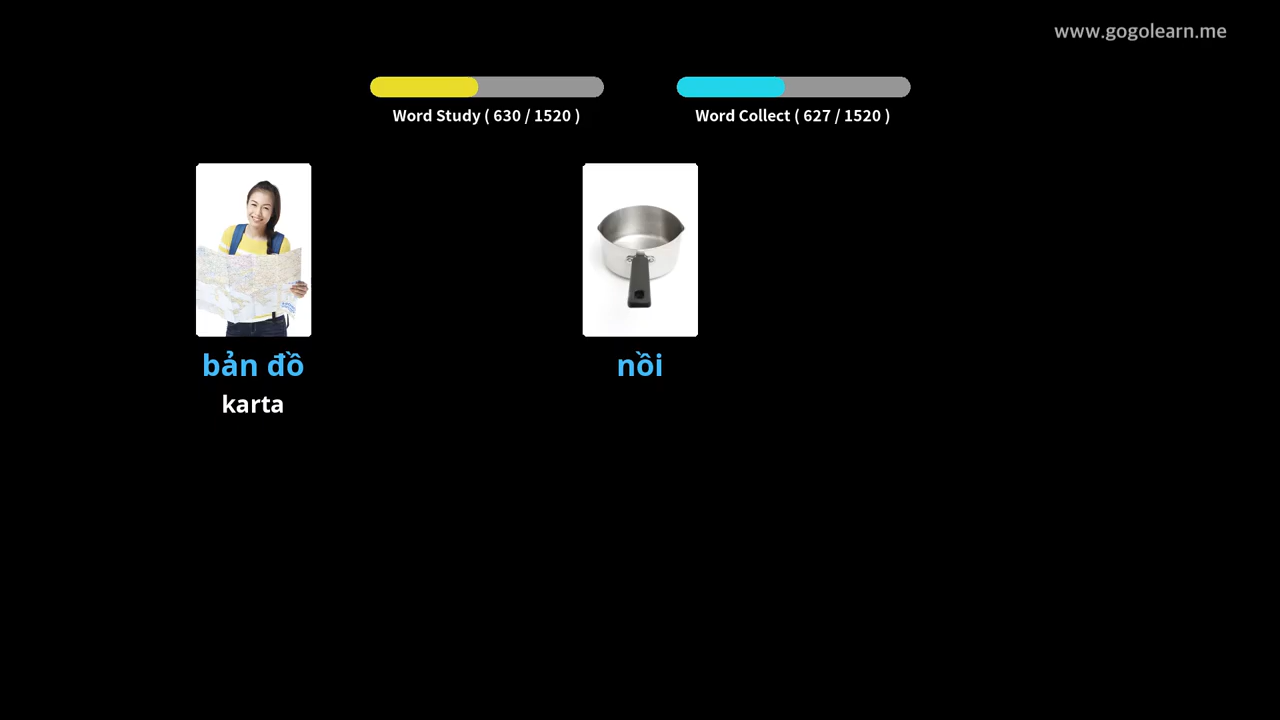 www.gogolearn.me
Word Study ( 630 / 1520 )
Word Collect ( 627 / 1520 )
bản đồ
nồi
karta